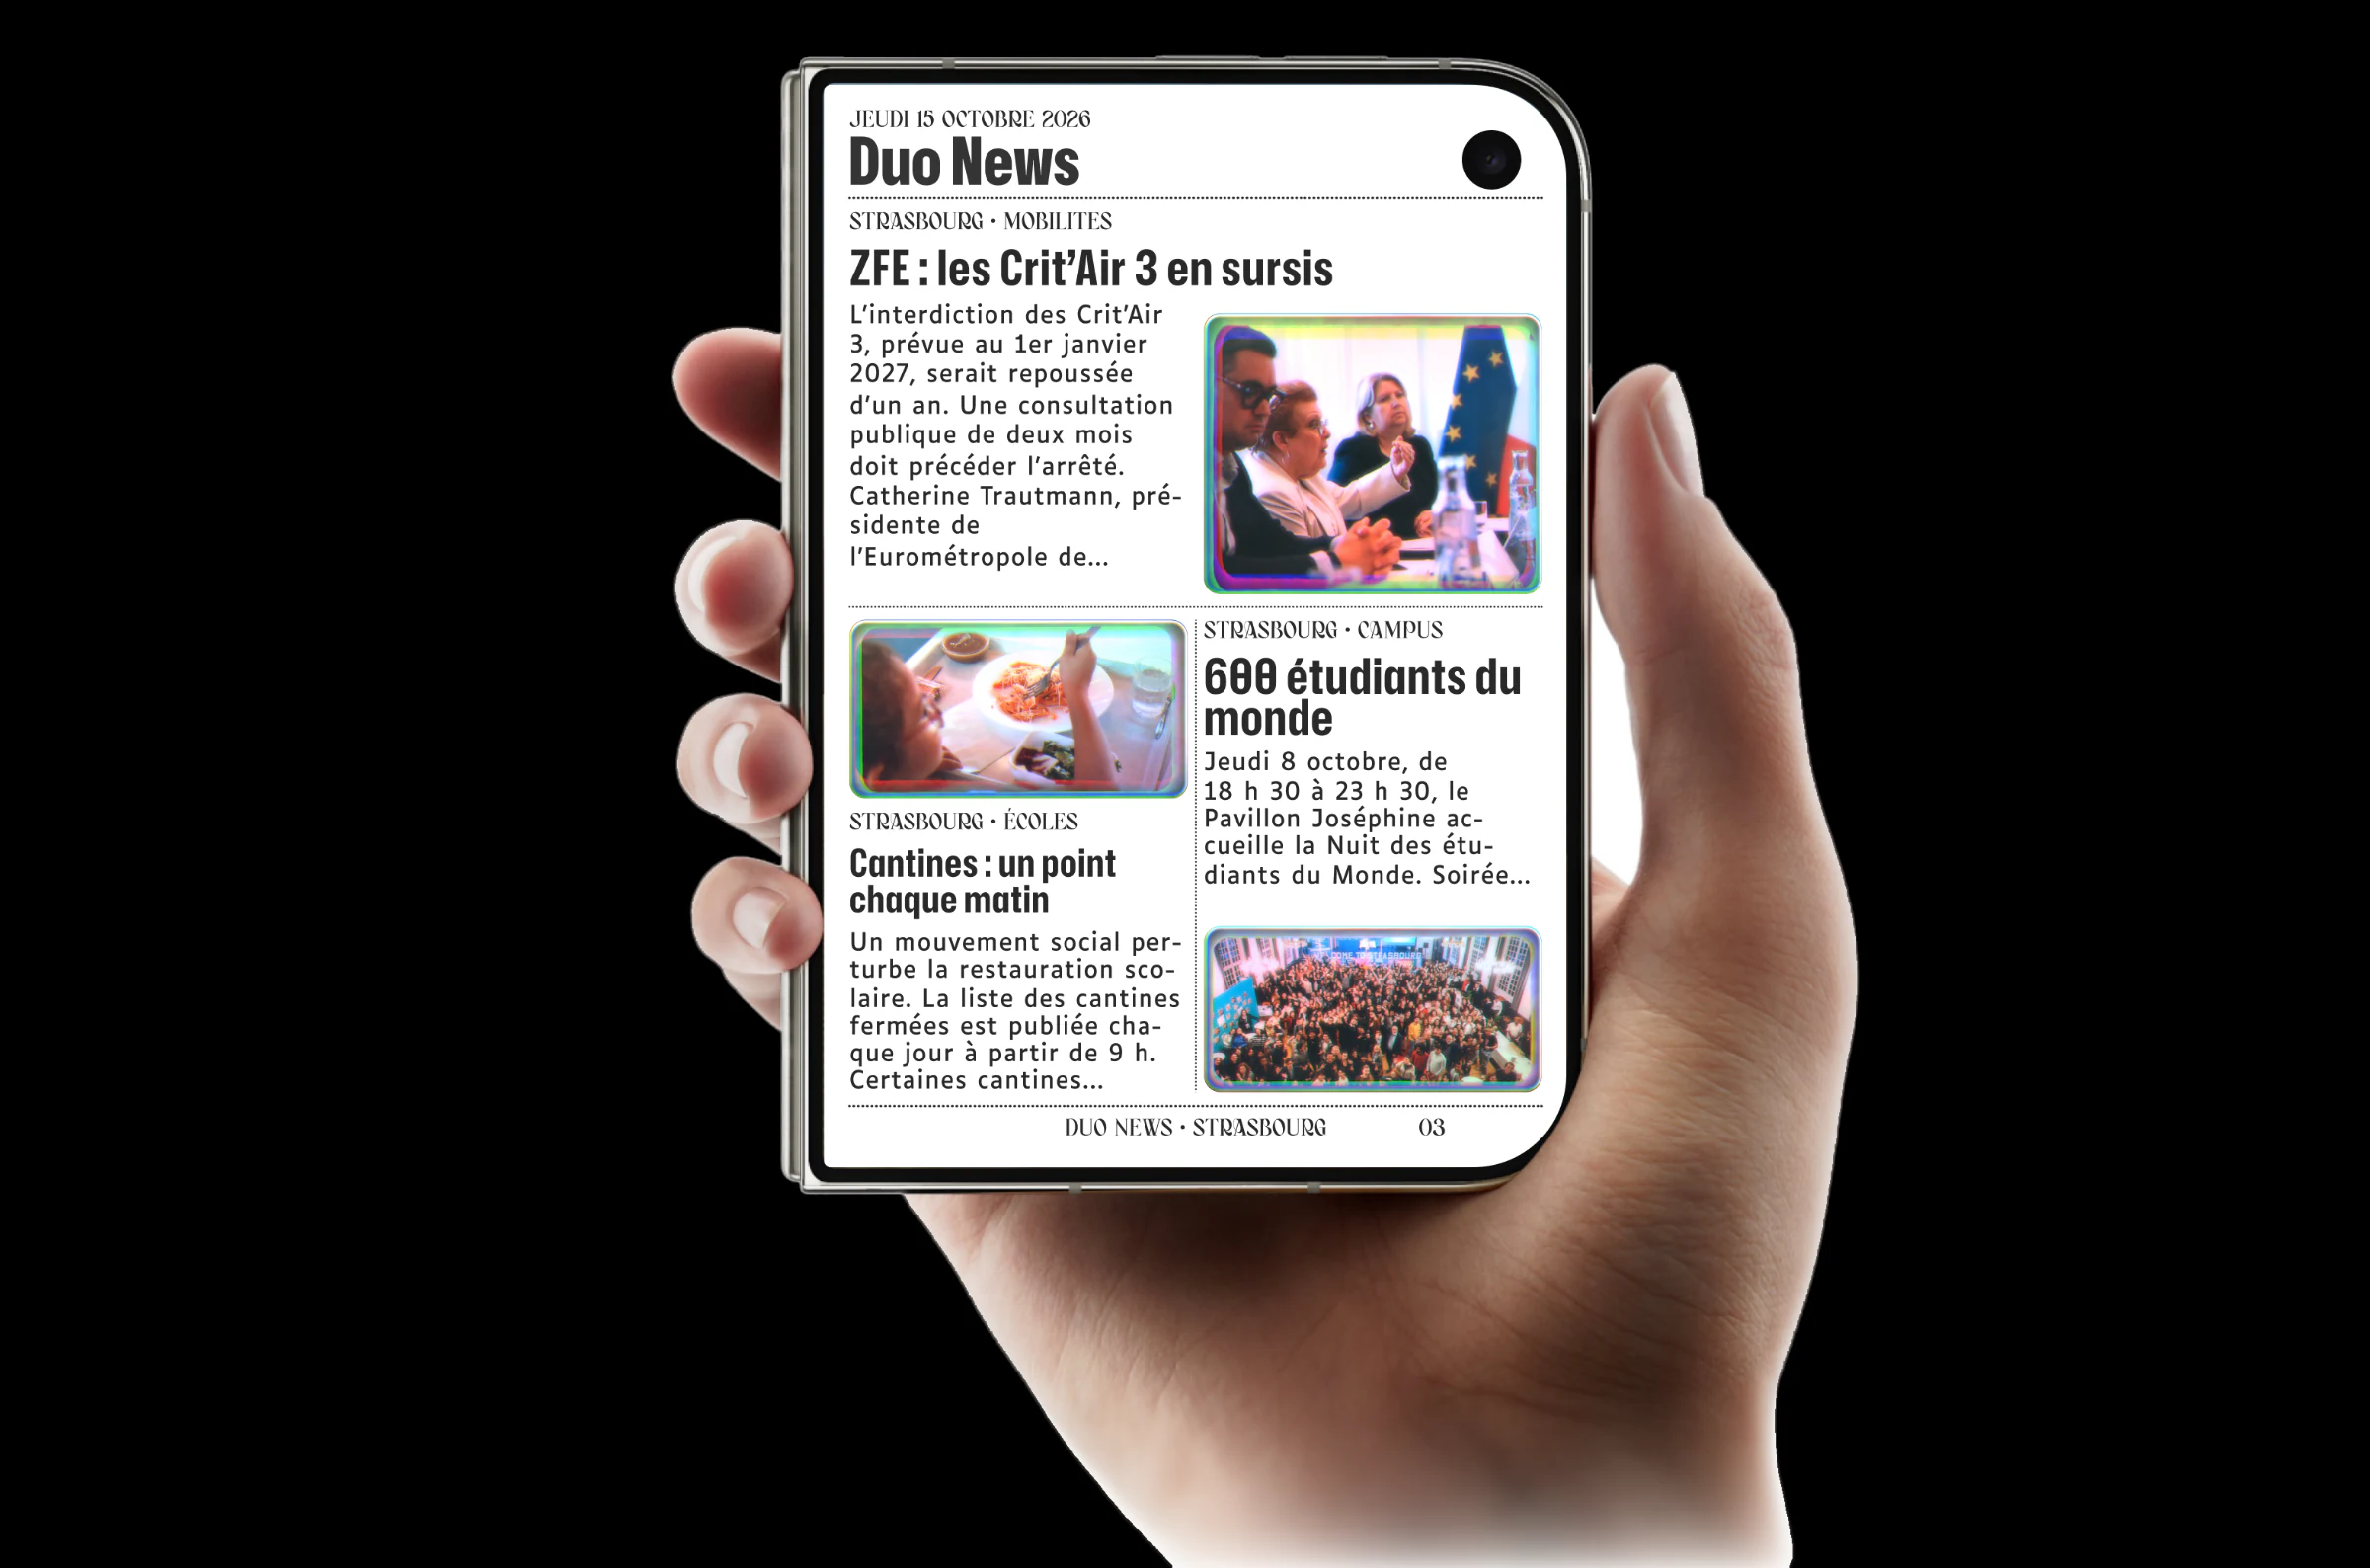 JEUDI 15 OCTOBRE 2026
Duo News
STRASBOURG • MOBILITES
ZFE : les Crit’Air 3 en sursis
L’interdiction des Crit’Air
3, prévue au 1er janvier
2027, serait repoussée
d’un an. Une consultation
publique de deux mois
doit précéder l’arrêté.
Catherine Trautmann, pré-
sidente de
l’Eurométropole de...
STRASBOURG • ÉCOLES
Cantines : un point
chaque matin
Un mouvement social per-
turbe la restauration sco-
laire. La liste des cantines
fermées est publiée cha-
que jour à partir de 9 h.
Certaines cantines...
STRASBOURG • CAMPUS
600 étudiants du
monde
Jeudi 8 octobre, de
18 h 30 à 23 h 30, le
Pavillon Joséphine ac-
cueille la Nuit des étu-
diants du Monde. Soirée...
TO STRASBOURG
DUO NEWS • STRASBOURG
03